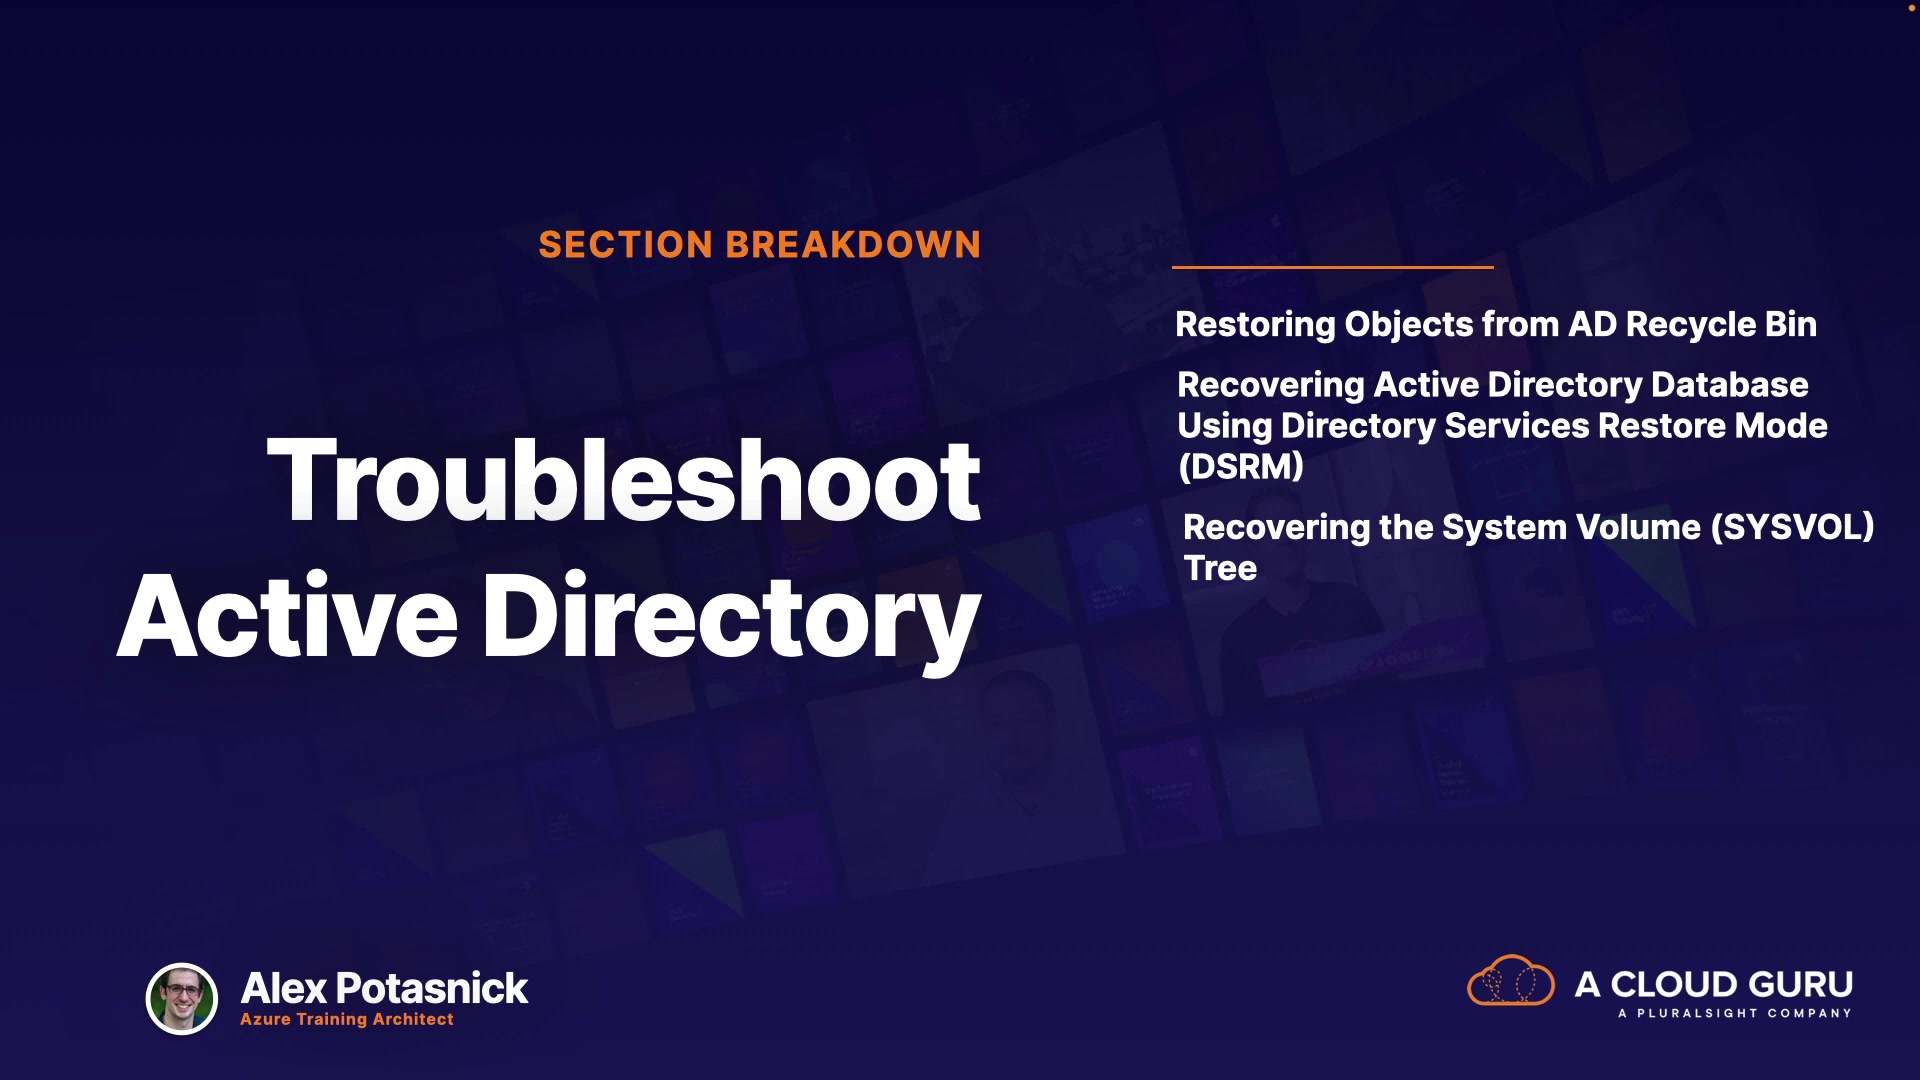 SECTION BREAKDOWN
Troubleshoot
Active Directory
Restoring Objects from AD Recycle Bin
Recovering Active Directory Database
Using Directory Services Restore Mode
(DSRM)
Recovering the System Volume (SYSVOL)
Tree
Alex Potasnick
Azure Training Architect
A CLOUD GURU
A PLURALSIGHT COMPANY